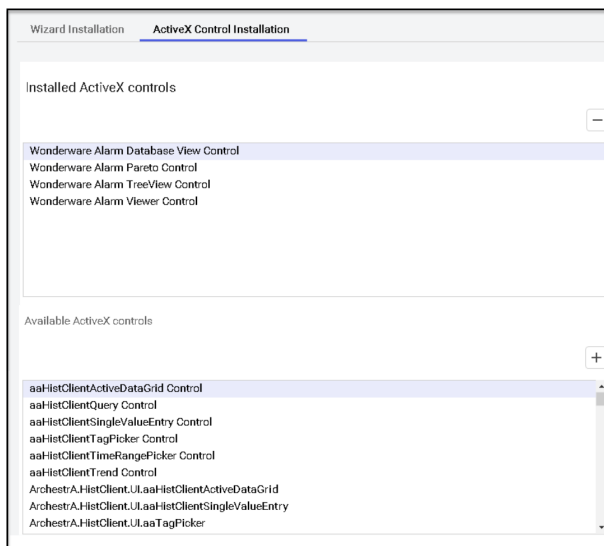 Wizard Installation
ActiveX Control Installation
Installed ActiveX controls
Wonderware Alarm Database View Control
Wonderware Alarm Pareto Control
Wonderware Alarm TreeView Control
Wonderware Alarm Viewer Control
Available ActiveX controls
aaHistClientActiveDataGrid Control
aaHistClientQuery Control
aaHistClientSingleValueEntry Control
aaHistClientTagPicker Control
aaHistClientTimeRangePicker Control
aaHistClientTrend Control
ArchestrA.HistClient.UI.aaHistClientActiveDataGrid
ArchestrA.HistClient.UI.aaHistClientSingleValueEntry
ArchestrA.HistClient.UI.aaTagPicker